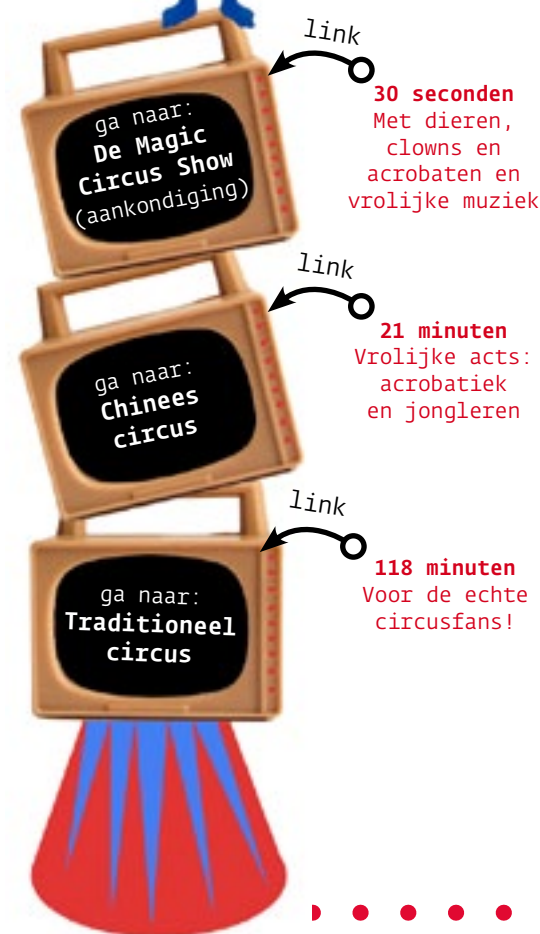 link
ga naar:
De Magic
Circus Show
(aankondiging)
30 seconden
Met dieren,
clowns en
acrobaten en
vrolijke muziek
link
ga naar:
Chinees
circus
21 minuten
Vrolijke acts:
acrobatiek
en jongleren
link
ga naar:
Traditioneel
circus
118 minuten
Voor de echte
circusfans!